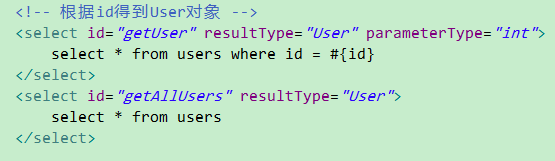 <!-- 根据id得到User对象 -->
<select id="getUser" resultType="User" parameterType="int">
    select * from users where id = #{id}
</select>
<select id="getAllUsers" resultType="User">
    select * from users
</select>